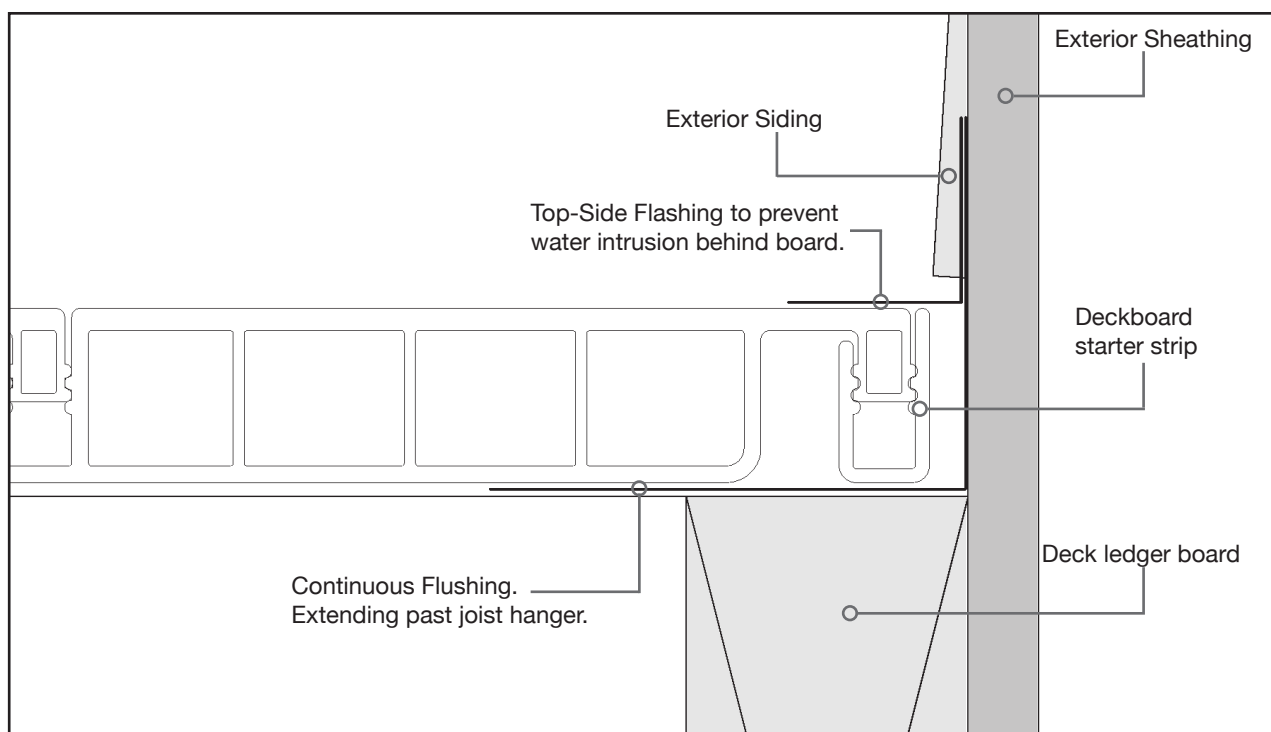 Exterior Sheathing
Exterior Siding
Top-Side Flashing to prevent
water intrusion behind board.
Deckboard
starter strip
Deck ledger board
Continuous Flushing.
Extending past joist hanger.